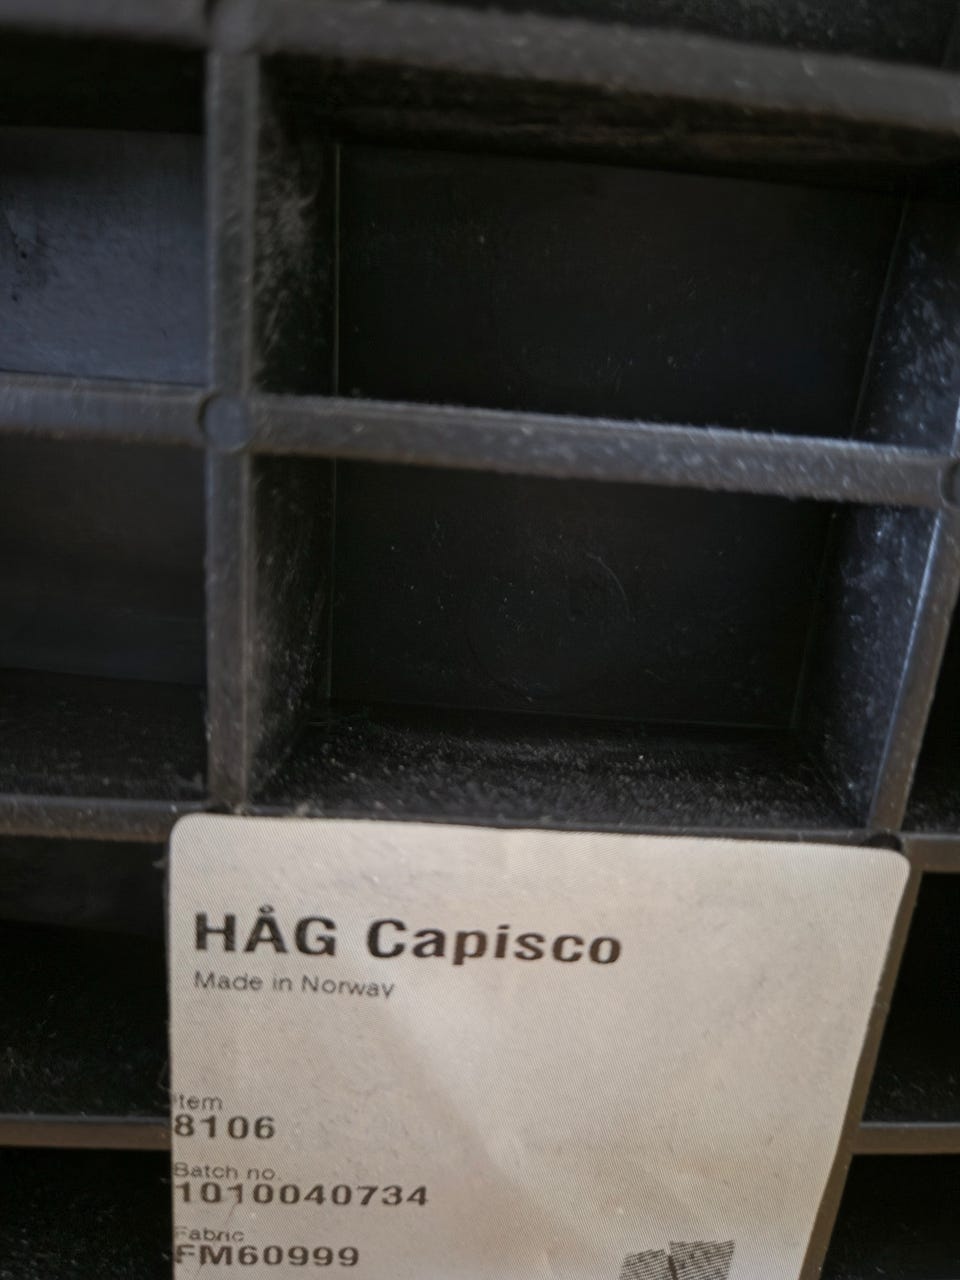 HÅG Capisco
Made in Norway
Item
8106
Batch no.
1010040734
Fabric
FM60999